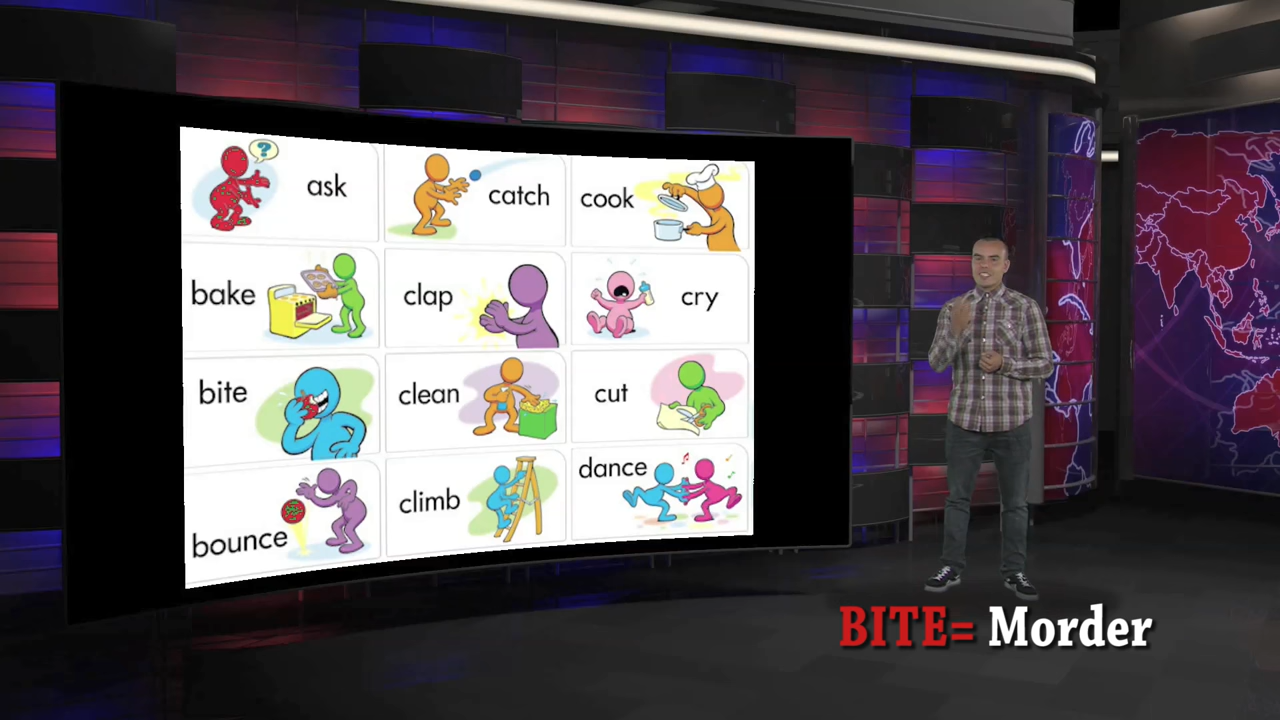 ask
catch
cook
bake
clap
cry
bite
clean
cut
bounce
climb
dance
?
BITE= Morder